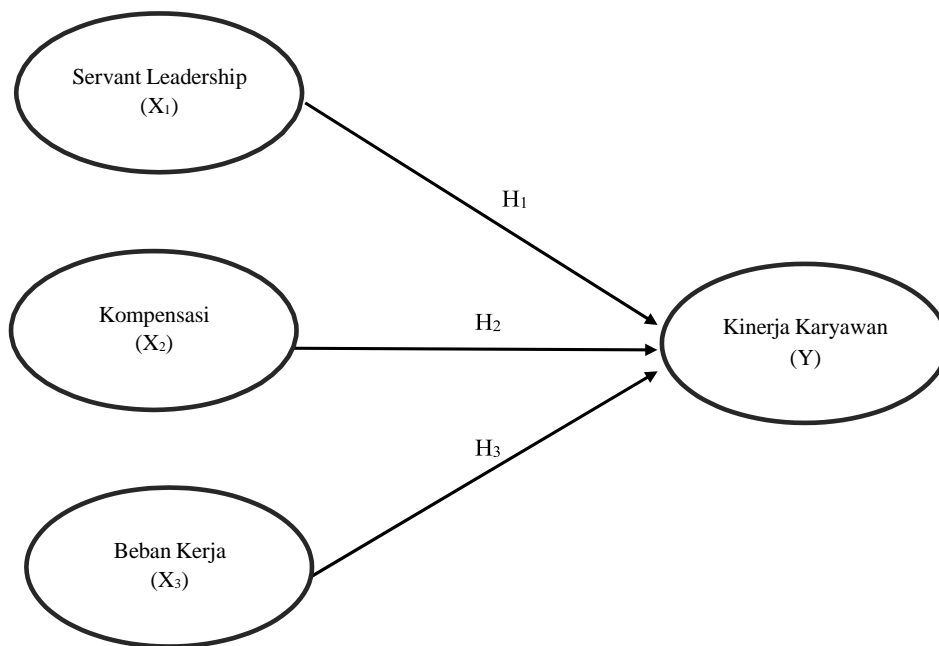 Servant Leadership
(X₁)
H₁
Kompensasi
(X₂)
H₂
Kinerja Karyawan
(Y)
H₃
Beban Kerja
(X₃)